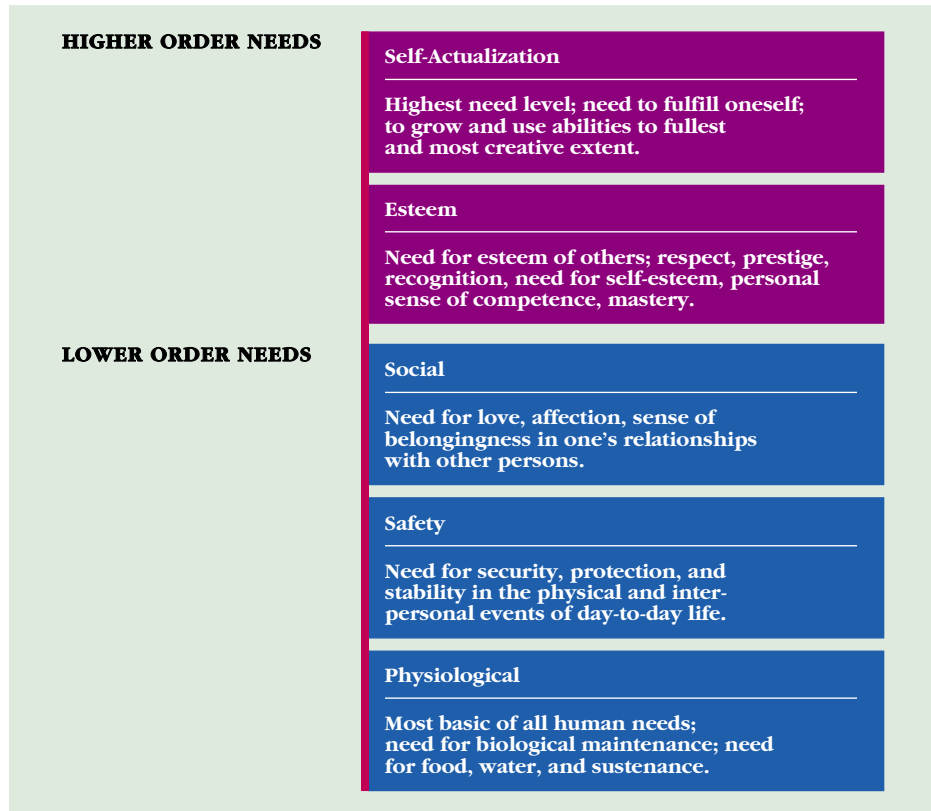 HIGHER ORDER NEEDS
Self-Actualization
Highest need level; need to fulfill oneself;
to grow and use abilities to fullest
and most creative extent.
Esteem
Need for esteem of others; respect, prestige,
recognition, need for self-esteem, personal
sense of competence, mastery.
LOWER ORDER NEEDS
Social
Need for love, affection, sense of
belongingness in one’s relationships
with other persons.
Safety
Need for security, protection, and
stability in the physical and inter-
personal events of day-to-day life.
Physiological
Most basic of all human needs;
need for biological maintenance; need
for food, water, and sustenance.